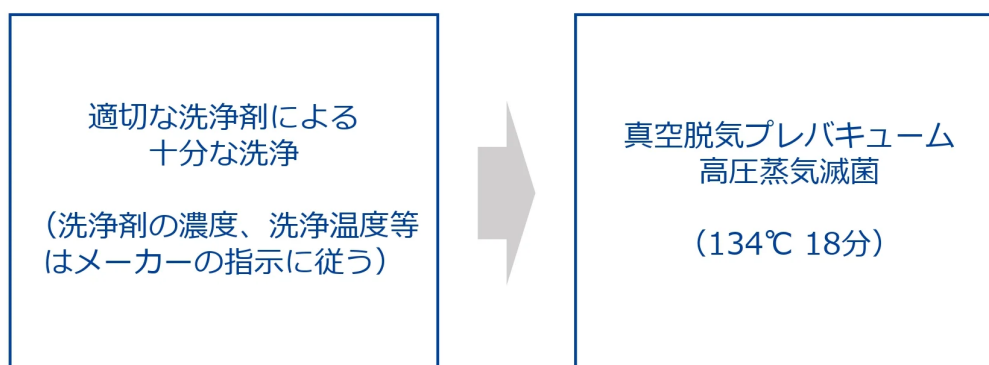 適切な洗浄剤による
十分な洗浄
（洗浄剤の濃度、洗浄温度等
はメーカーの指示に従う）
真空脱気プレバキューム
高圧蒸気滅菌
（134℃ 18分）